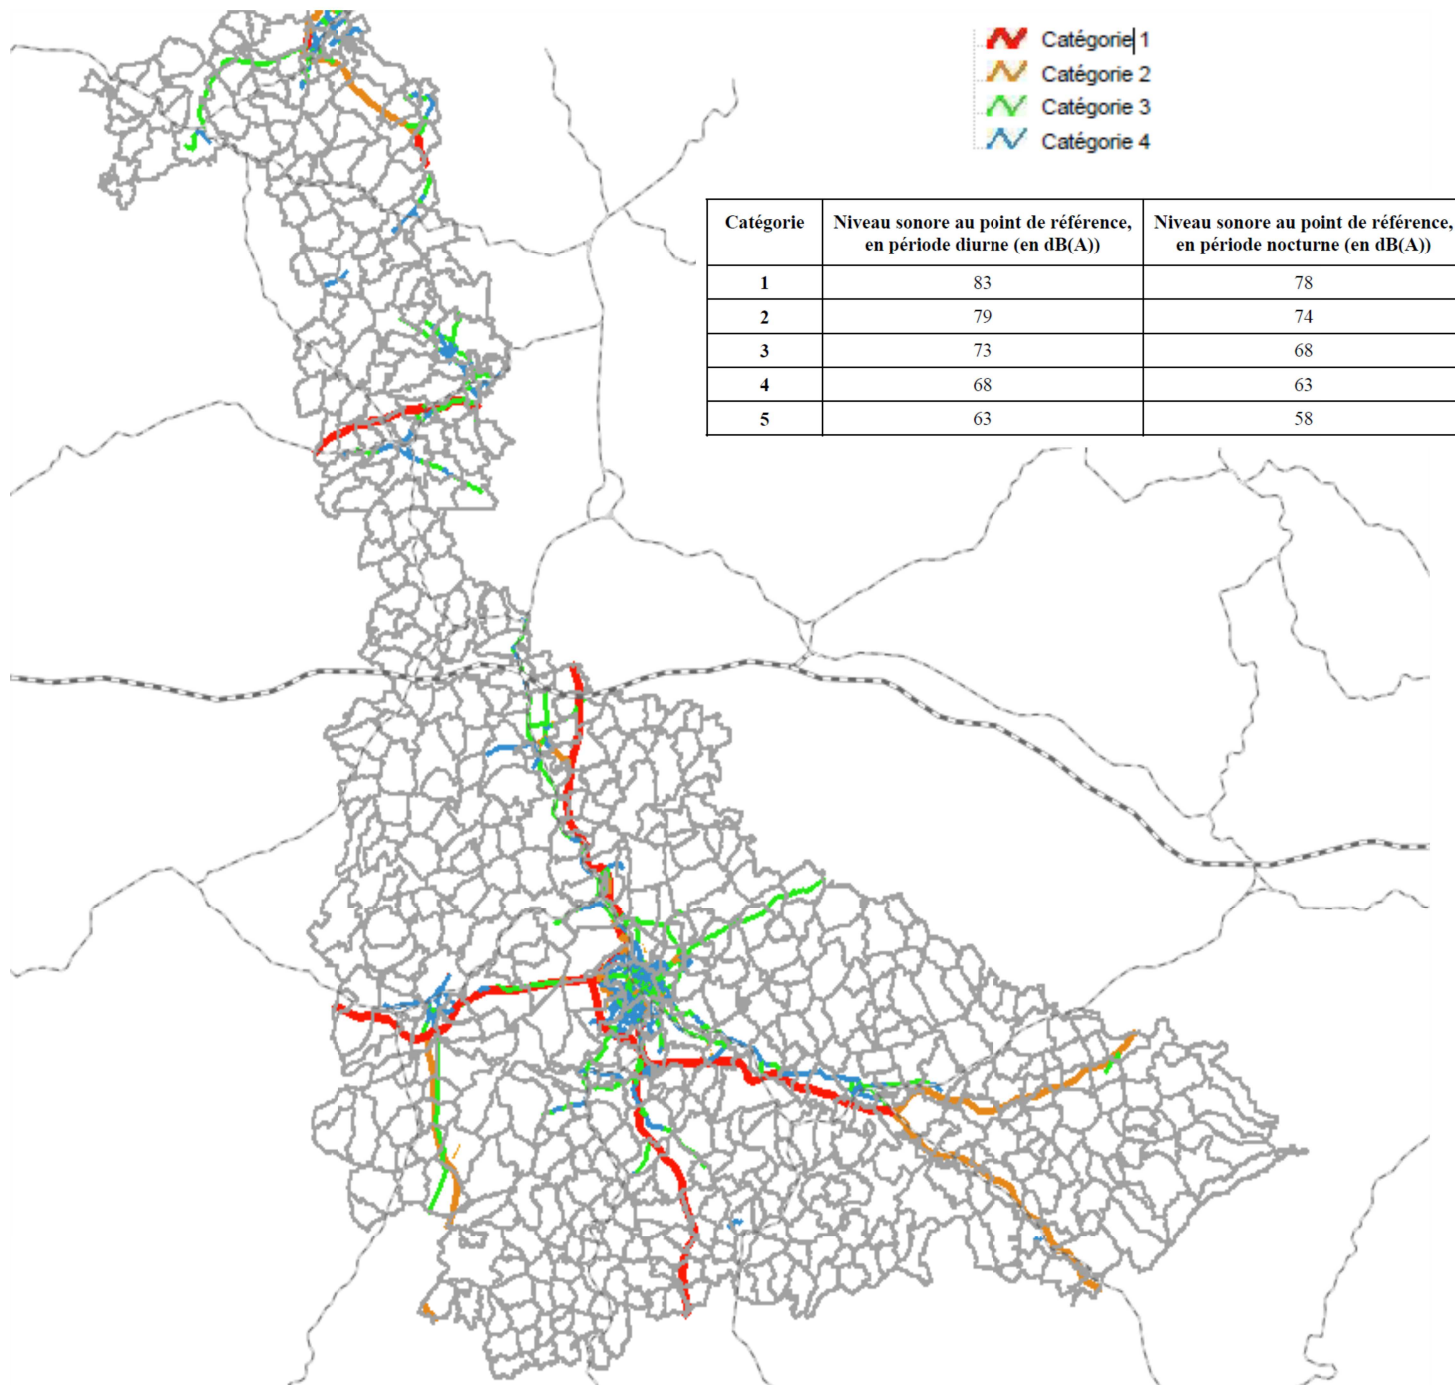 Catégorie 1
Catégorie 2
Catégorie 3
Catégorie 4
Catégorie Niveau sonore au point de référence, en période diurne (en dB(A)) Niveau sonore au point de référence, en période nocturne (en dB(A))
1 83 78
2 79 74
3 73 68
4 68 63
5 63 58